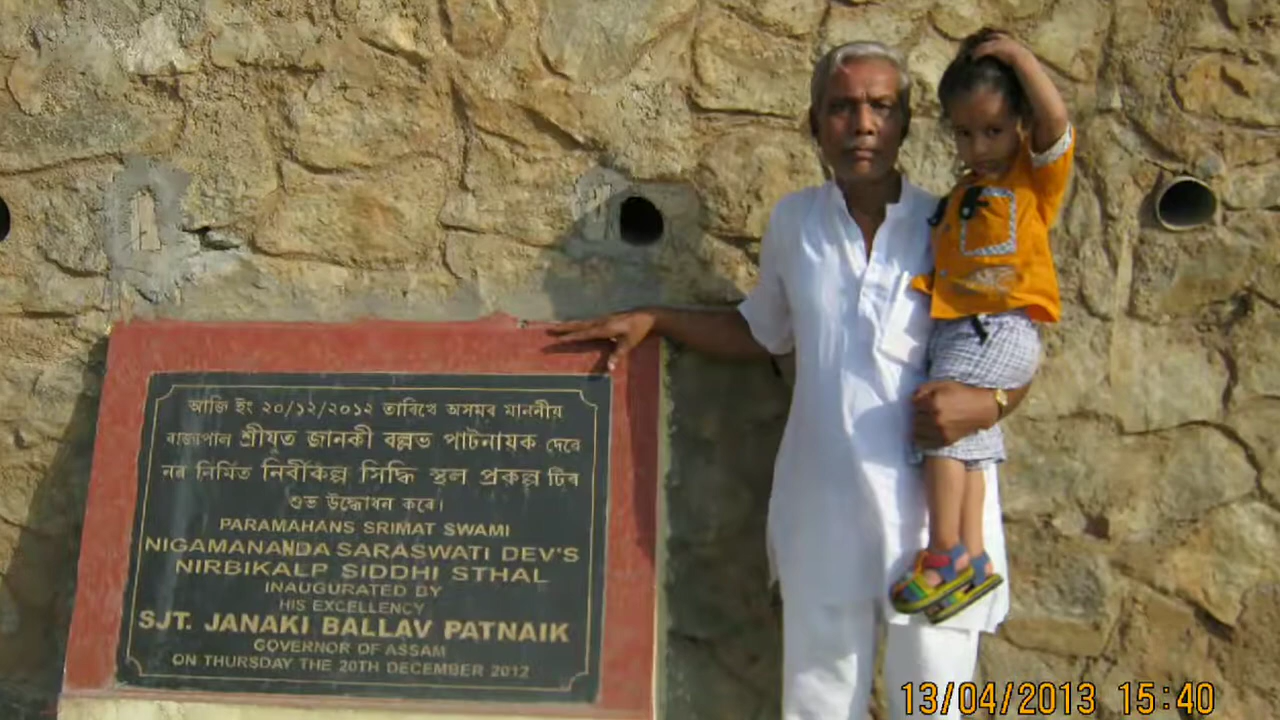 আজি ইং ২০/১২/২০১২ তাৰিখে অসমৰ মাননীয়
ৰাজ্যপাল শ্ৰীযুত জানকী বল্লভ পাটনায়ক দেৱে
নৱ নিৰ্মিত নিৰ্বীকল্প সিদ্ধি স্থল প্ৰকল্প টিৰ
শুভ উদ্ধোধন কৰে।
PARAMAHANS SRIMAT SWAMI
NIGAMANANDA SARASWATI DEV'S
NIRBIKALP SIDDHI STHAL
INAUGURATED BY
HIS EXCELLENCY
SJT. JANAKI BALLAV PATNAIK
GOVERNOR OF ASSAM
ON THURSDAY THE 20TH DECEMBER 2012
13/04/2013 15:40